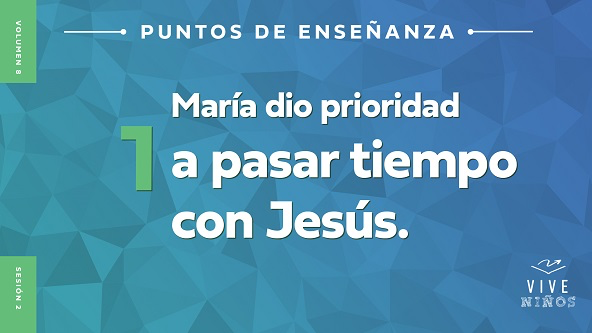 VOLUMEN 8
PUNTOS DE ENSEÑANZA
1
María dio prioridad
a pasar tiempo
con Jesús.
SESIÓN 2
VIVE
NIÑOS